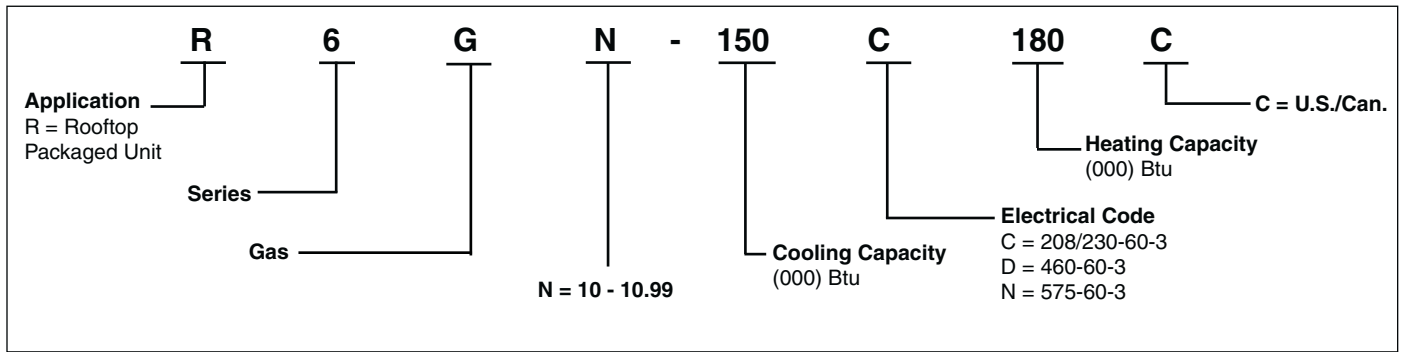 R 6 G N - 150 C 180 C
Application
R = Rooftop
Packaged Unit
Series
Gas
N = 10 - 10.99
Cooling Capacity
(000) Btu
Electrical Code
C = 208/230-60-3
D = 460-60-3
N = 575-60-3
Heating Capacity
(000) Btu
C = U.S./Can.